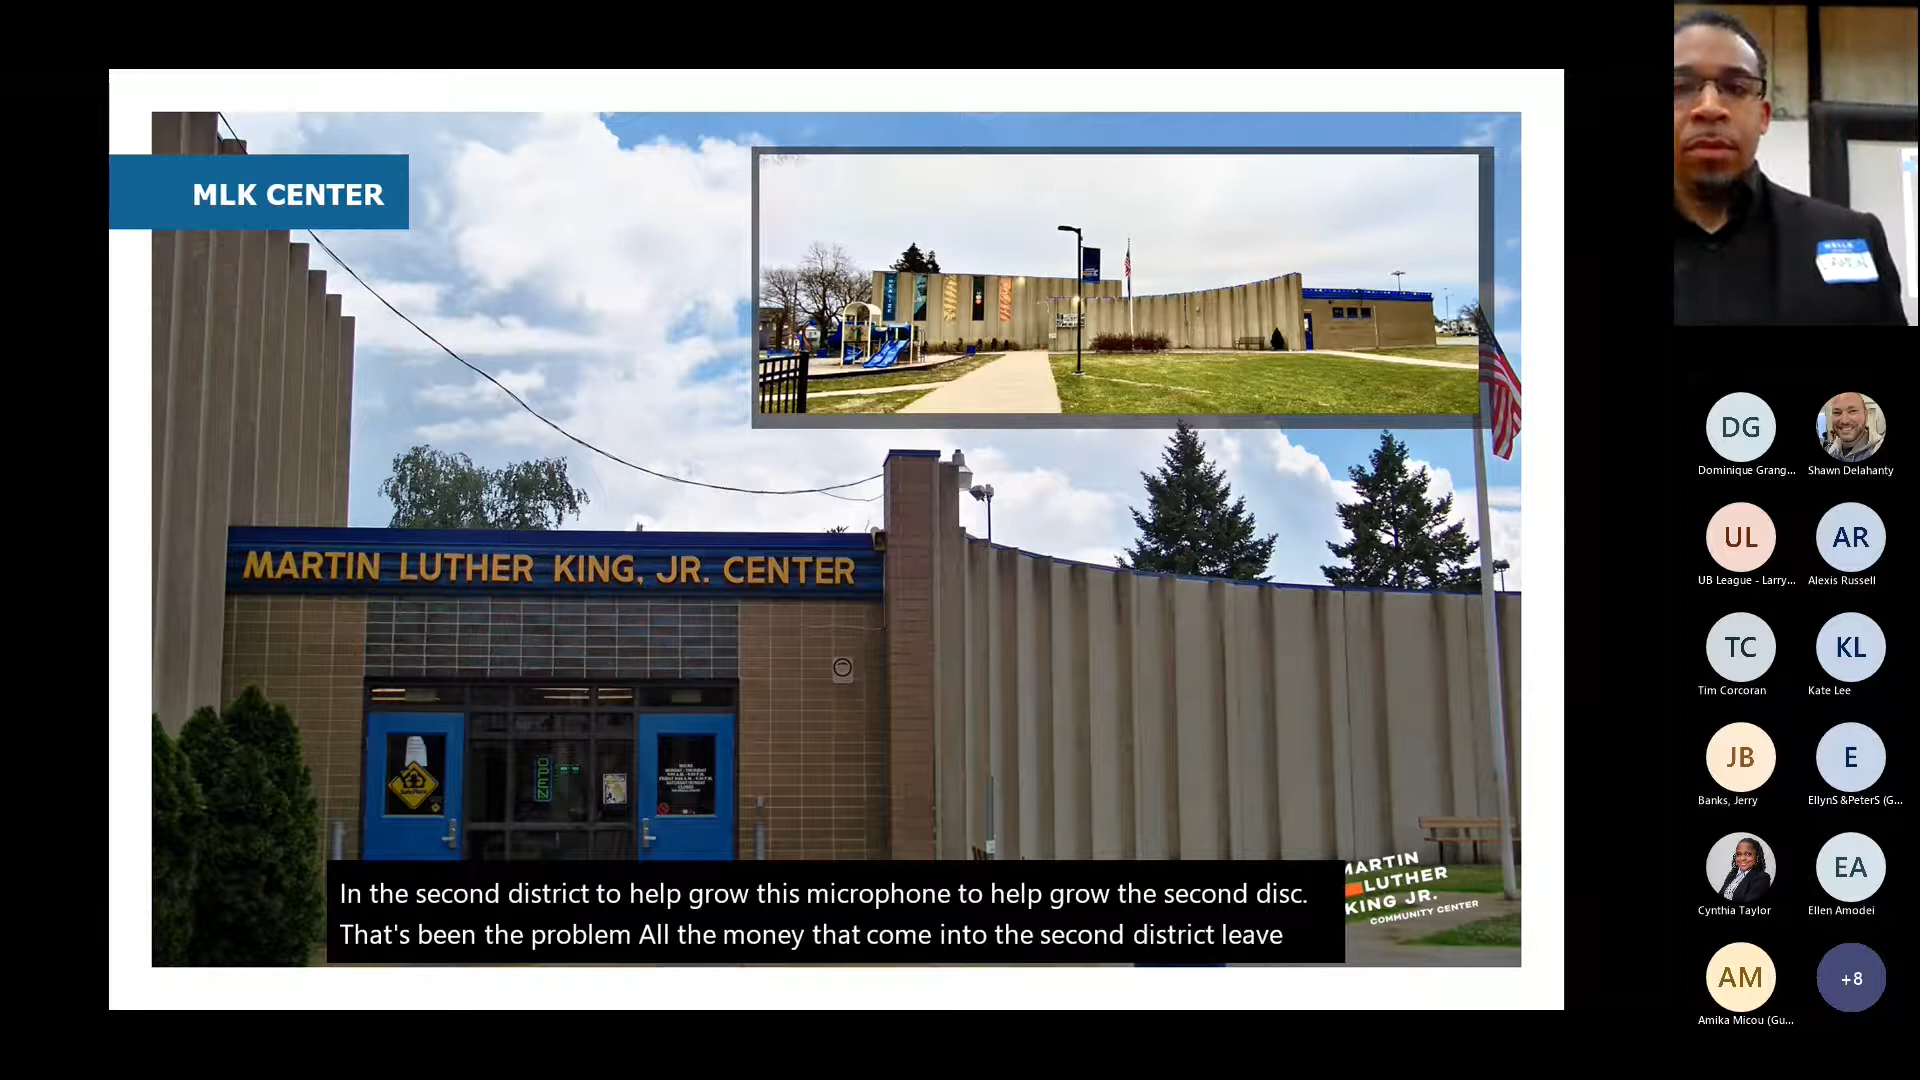 MLK CENTER
MARTIN LUTHER KING, JR. CENTER
OPEN
In the second district to help grow this microphone to help grow the second disc.
That's been the problem All the money that come into the second district leave
MARTIN
LUTHER
KING JR.
COMMUNITY CENTER
HELLO
DG
Dominique Grang...
Shawn Delahanty
UL
UB League - Larry...
AR
Alexis Russell
TC
Tim Corcoran
KL
Kate Lee
JB
Banks, Jerry
E
EllynS &PeterS (G...
Cynthia Taylor
EA
Ellen Amodei
AM
Amika Micou (Gu...
+8